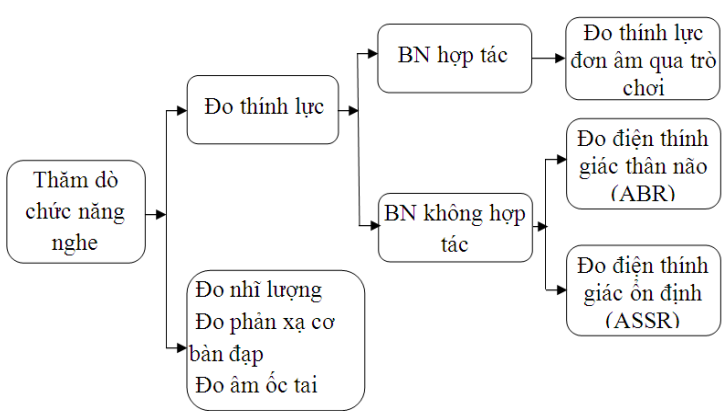 Thăm dò
chức năng
nghe
Đo thính lực
BN hợp tác
Đo thính lực
đơn âm qua trò
chơi
BN không hợp
tác
Đo điện thính
giác thân não
(ABR)
Đo điện thính
giác ổn định
(ASSR)
Đo nhĩ lượng
Đo phản xạ cơ
bàn đạp
Đo âm ốc tai